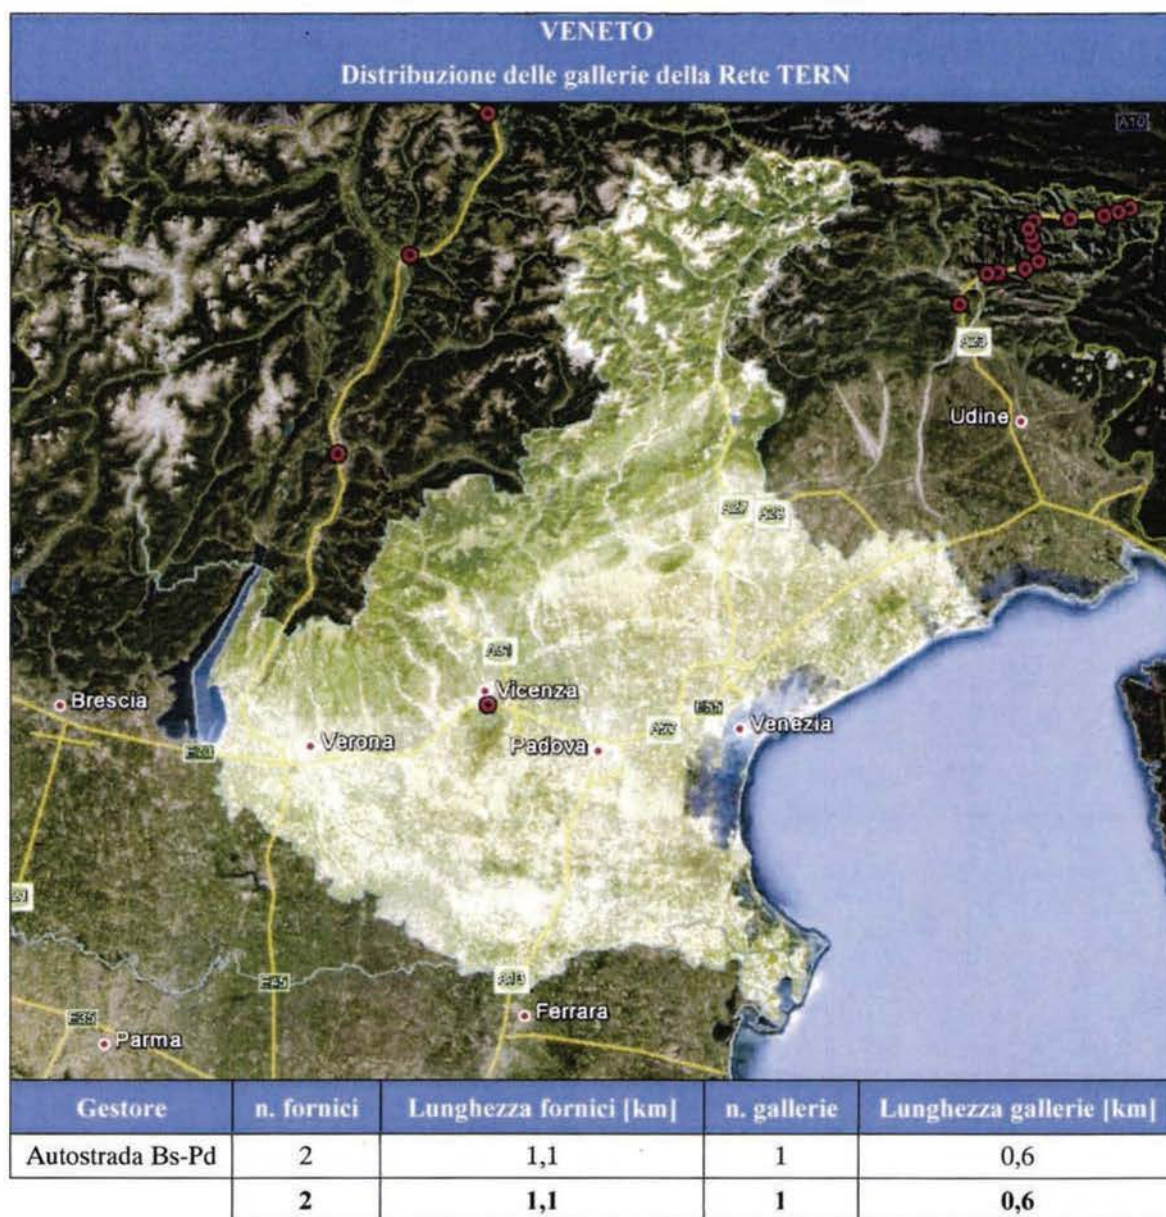 VENETO
Distribuzione delle gallerie della Rete TERN
A10
A23
Udine
A27 A28
A31
Vicenza
Brescia
E55
Venezia
A57
Verona
Padova
E70
A13
E45
Ferrara
E35
Parma
Gestore n. fornici Lunghezza fornici [km] n. gallerie Lunghezza gallerie [km]
Autostrada Bs-Pd 2 1,1 1 0,6
2 1,1 1 0,6